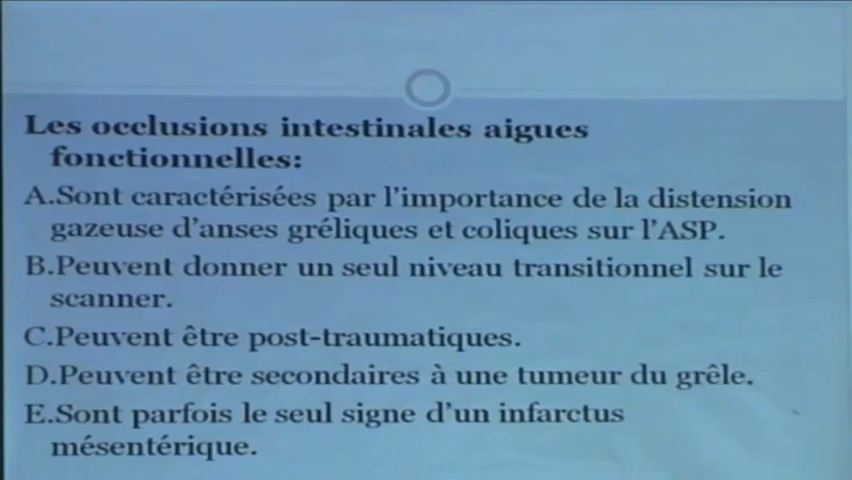 Les occlusions intestinales aigues
fonctionnelles:
A.Sont caractérisées par l'importance de la distension
gazeuse d'anses gréliques et coliques sur l'ASP.
B.Peuvent donner un seul niveau transitionnel sur le
scanner.
C.Peuvent être post-traumatiques.
D.Peuvent être secondaires à une tumeur du grêle.
E.Sont parfois le seul signe d'un infarctus
mésentérique.